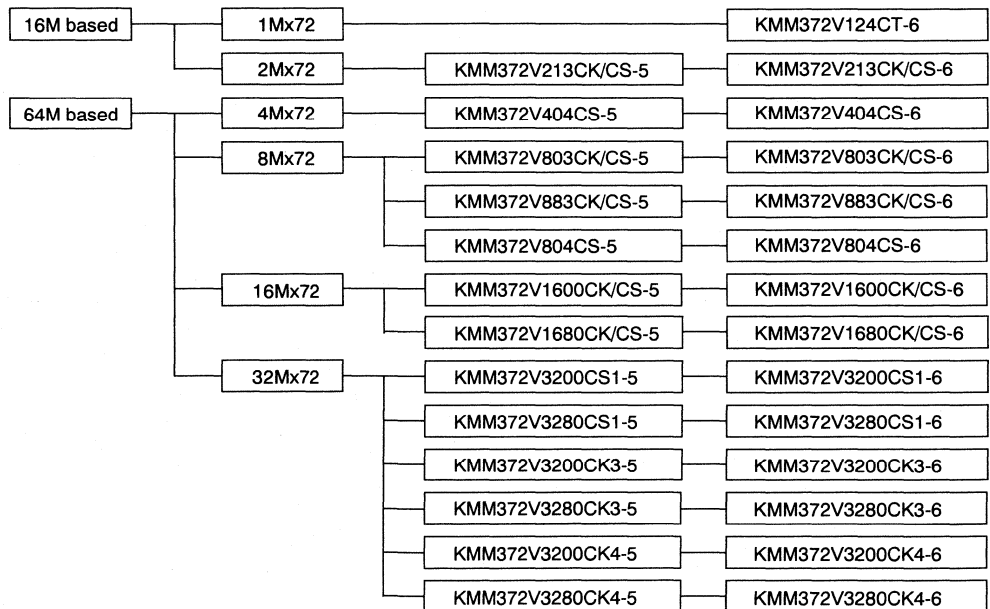 16M based 1Mx72 KMM372V124CT-6
2Mx72 KMM372V213CK/CS-5 KMM372V213CK/CS-6
64M based 4Mx72 KMM372V404CS-5 KMM372V404CS-6
8Mx72 KMM372V803CK/CS-5 KMM372V803CK/CS-6
KMM372V883CK/CS-5 KMM372V883CK/CS-6
KMM372V804CS-5 KMM372V804CS-6
16Mx72 KMM372V1600CK/CS-5 KMM372V1600CK/CS-6
KMM372V1680CK/CS-5 KMM372V1680CK/CS-6
32Mx72 KMM372V3200CS1-5 KMM372V3200CS1-6
KMM372V3280CS1-5 KMM372V3280CS1-6
KMM372V3200CK3-5 KMM372V3200CK3-6
KMM372V3280CK3-5 KMM372V3280CK3-6
KMM372V3200CK4-5 KMM372V3200CK4-6
KMM372V3280CK4-5 KMM372V3280CK4-6